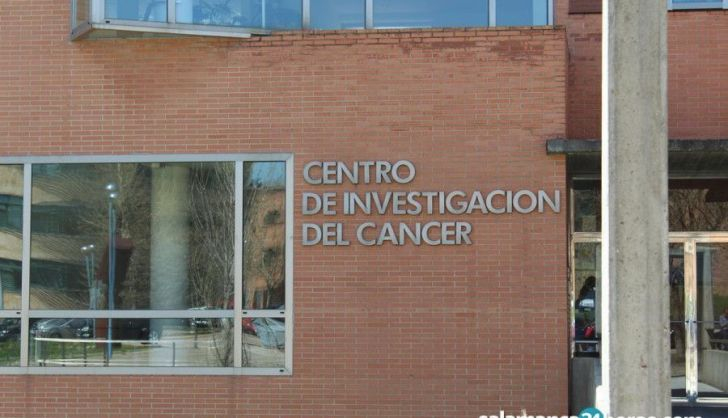 CENTRO
DE INVESTIGACION
DEL CANCER